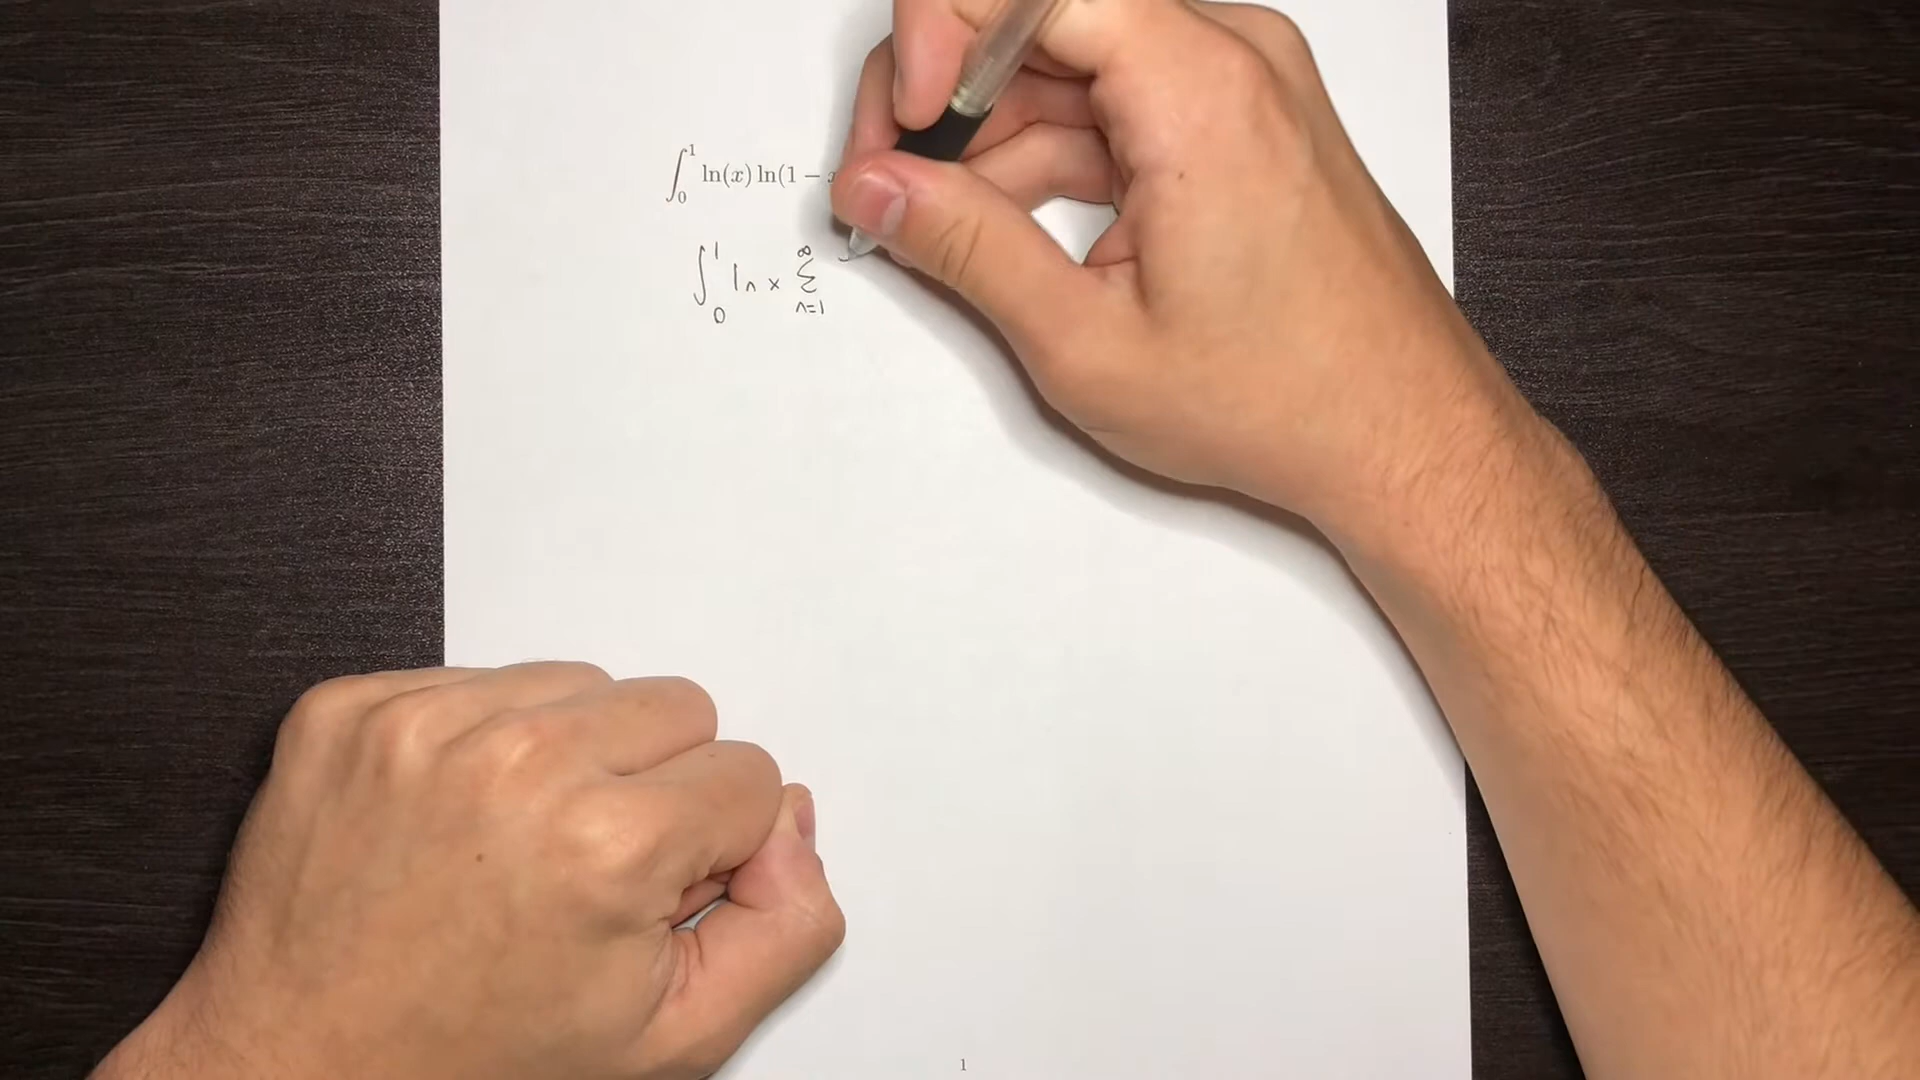 ∫₀¹ ln(x) ln(1 −
∫₀¹ ln x ∑ₙ₌₁^∞
1